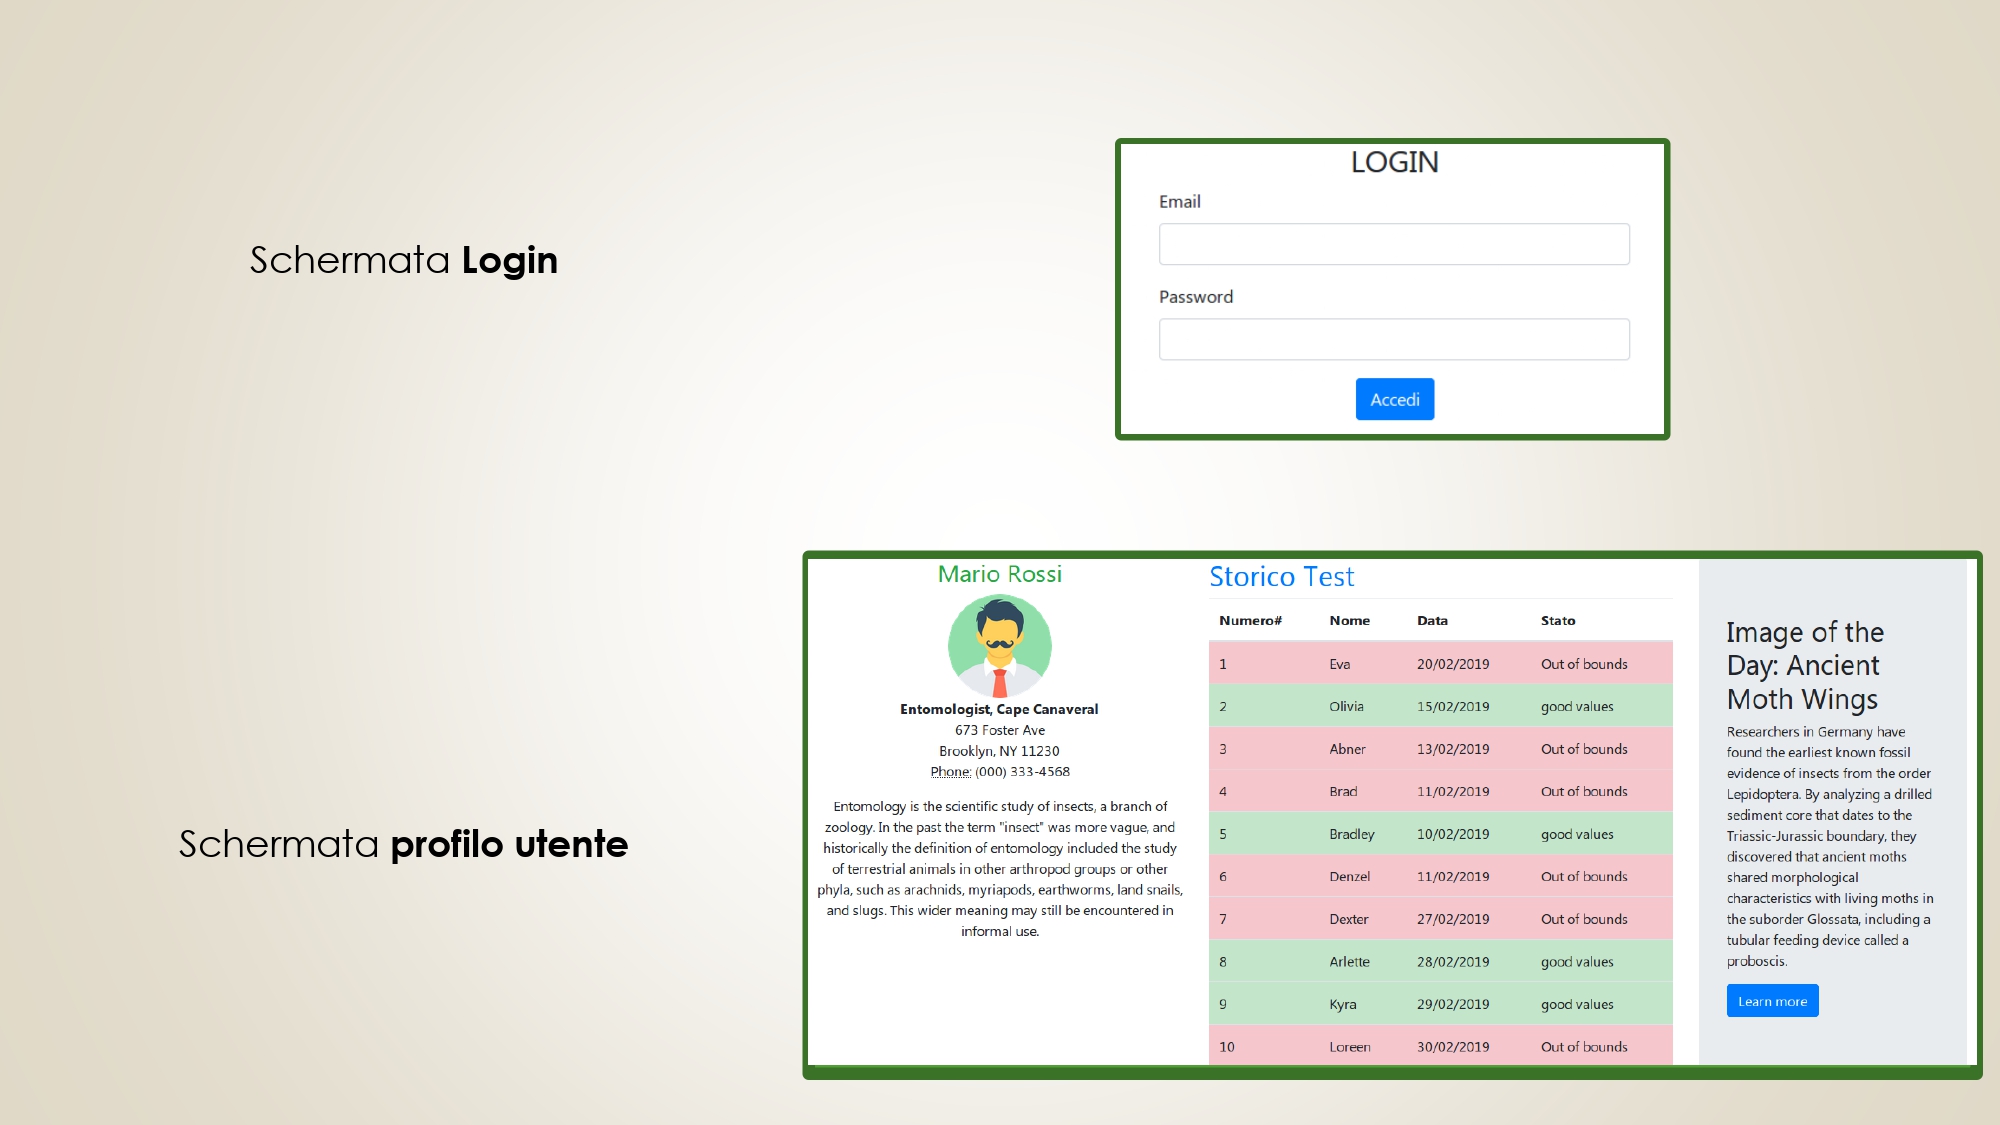 Schermata Login
LOGIN
Email
Password
Accedi
Schermata profilo utente
Mario Rossi
Entomologist, Cape Canaveral
673 Foster Ave
Brooklyn, NY 11230
Phone: (000) 333-4568
Entomology is the scientific study of insects, a branch of
zoology. In the past the term "insect" was more vague, and
historically the definition of entomology included the study
of terrestrial animals in other arthropod groups or other
phyla, such as arachnids, myriapods, earthworms, land snails,
and slugs. This wider meaning may still be encountered in
informal use.
Storico Test
Numero# Nome Data Stato
1 Eva 20/02/2019 Out of bounds
2 Olivia 15/02/2019 good values
3 Abner 13/02/2019 Out of bounds
4 Brad 11/02/2019 Out of bounds
5 Bradley 10/02/2019 good values
6 Denzel 11/02/2019 Out of bounds
7 Dexter 27/02/2019 Out of bounds
8 Arlette 28/02/2019 good values
9 Kyra 29/02/2019 good values
10 Loreen 30/02/2019 Out of bounds
Image of the
Day: Ancient
Moth Wings
Researchers in Germany have
found the earliest known fossil
evidence of insects from the order
Lepidoptera. By analyzing a drilled
sediment core that dates to the
Triassic-Jurassic boundary, they
discovered that ancient moths
shared morphological
characteristics with living moths in
the suborder Glossata, including a
tubular feeding device called a
proboscis.
Learn more